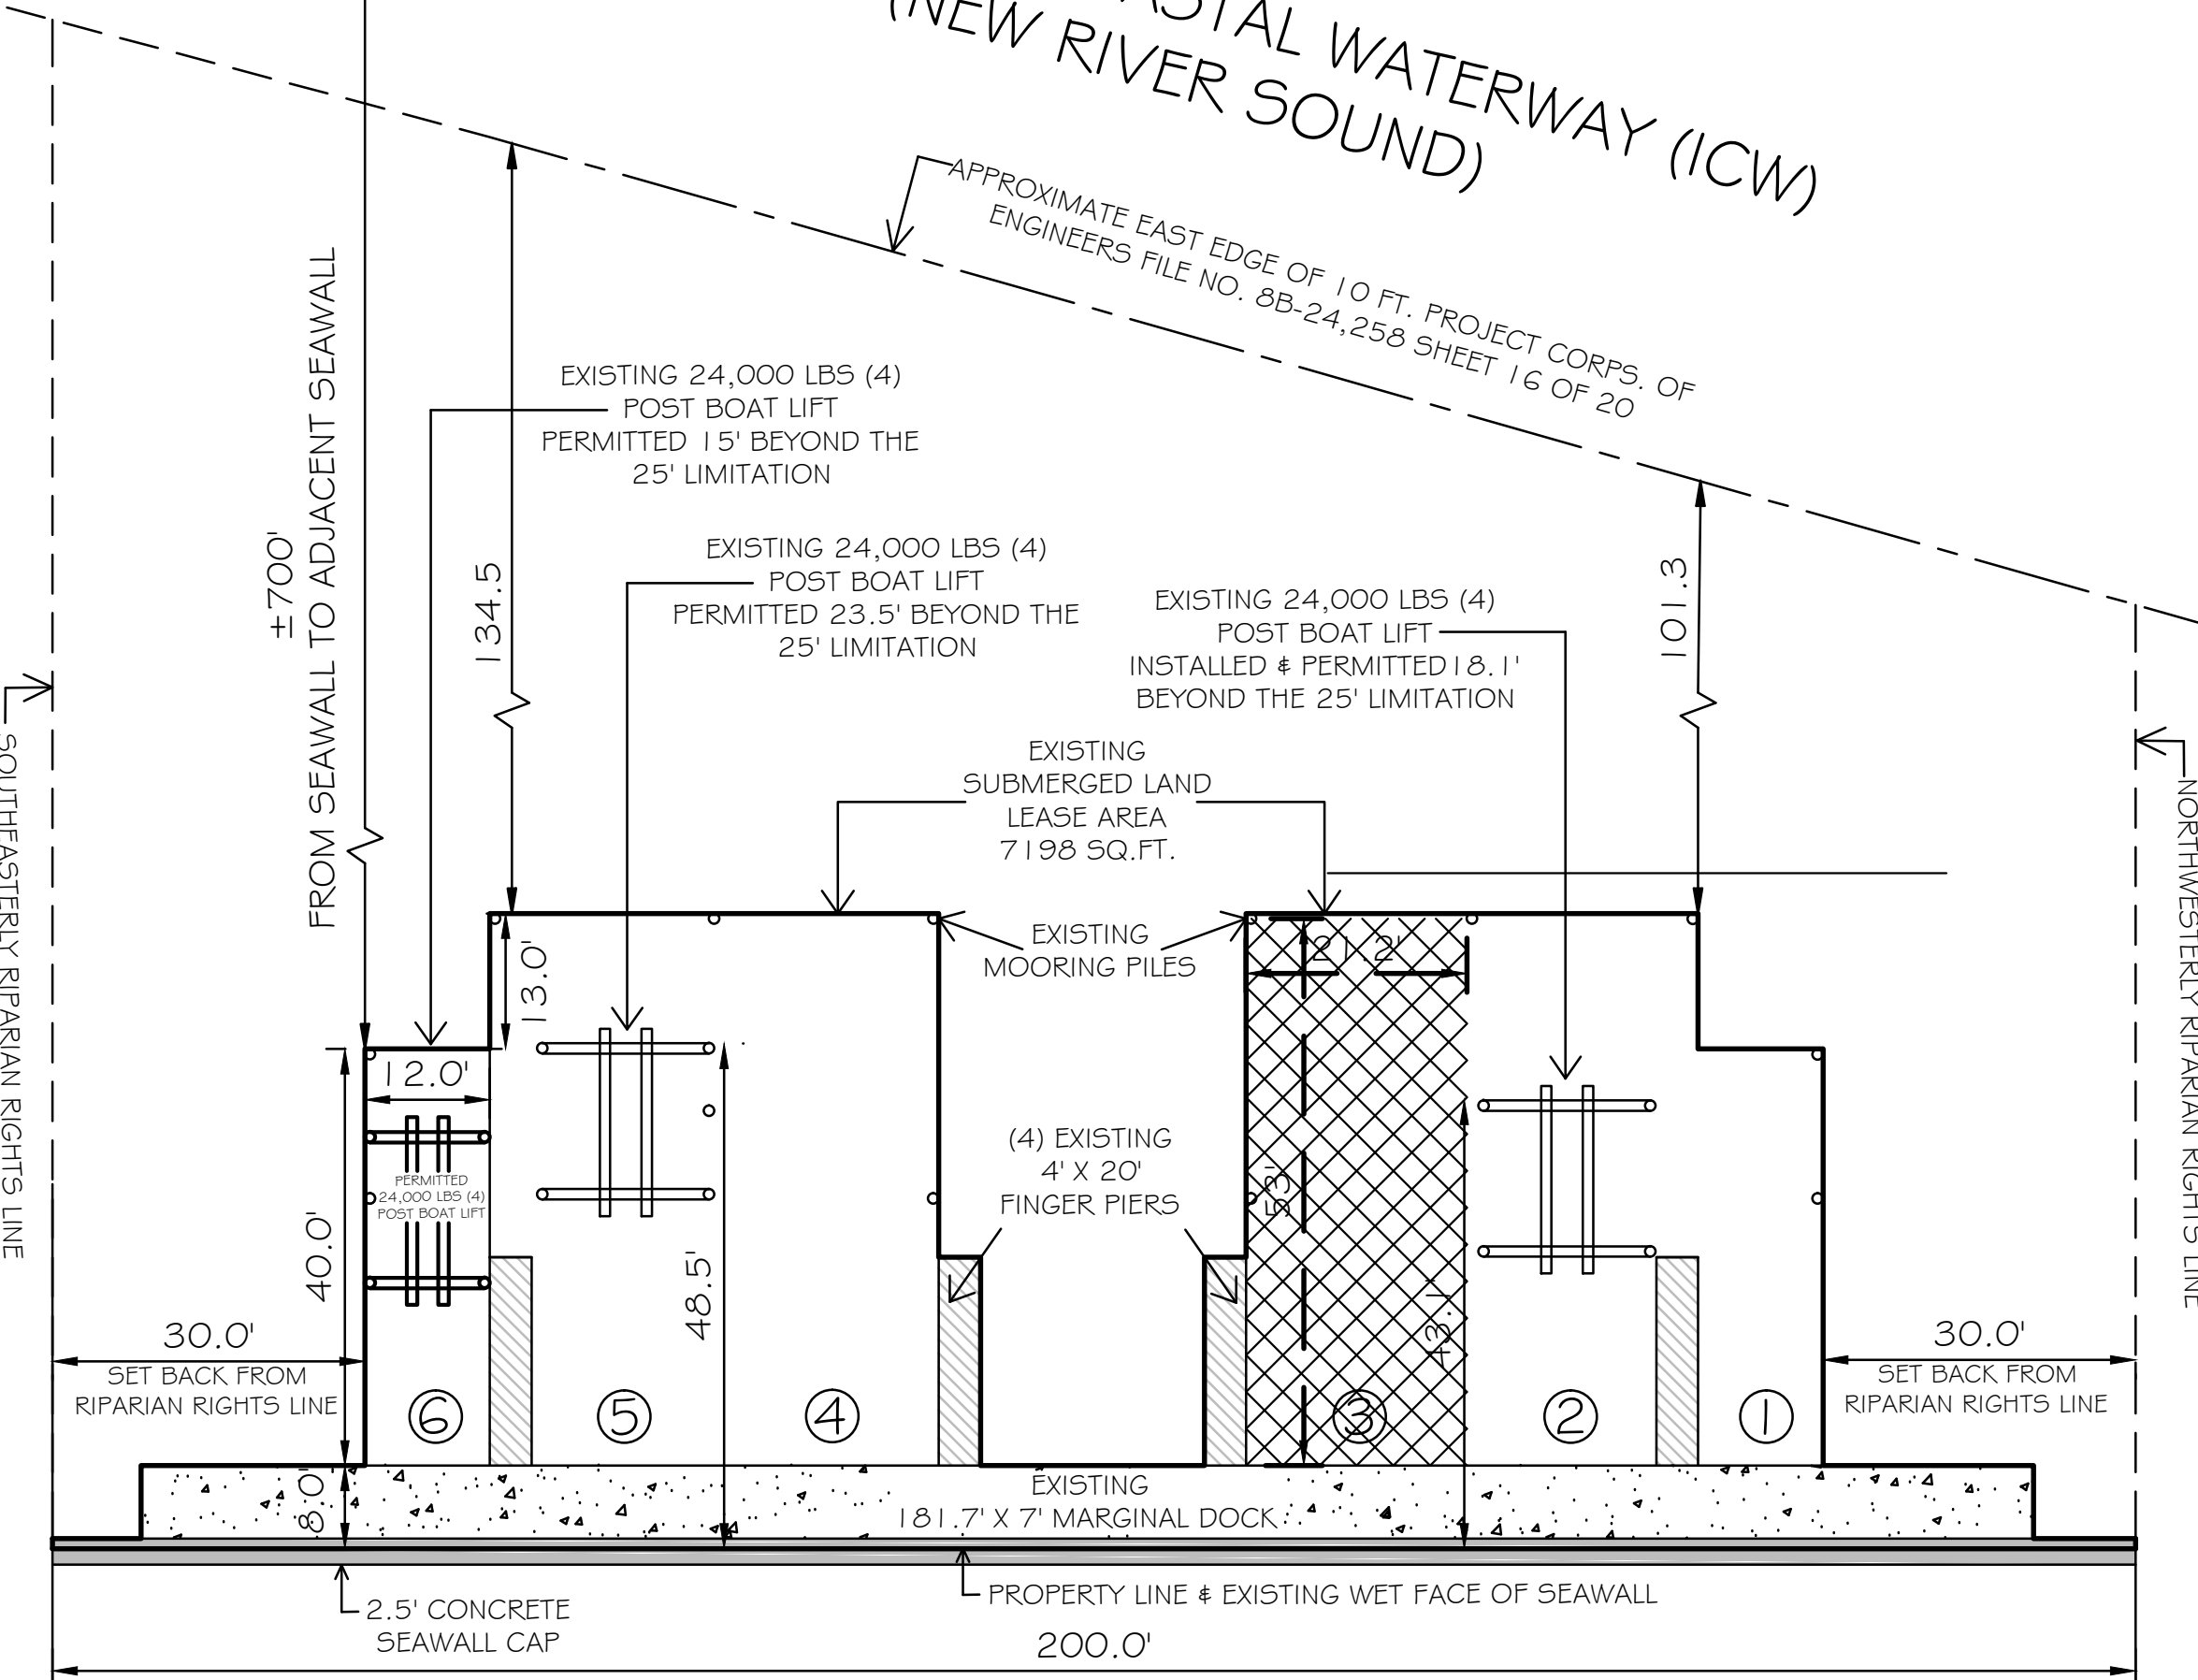 WATERWAY (ICW)
(NEW RIVER SOUND)
APPROXIMATE EAST EDGE OF 10 FT. PROJECT CORPS. OF
ENGINEERS FILE NO. 8B-24,258 SHEET 16 OF 20
±700'
FROM SEAWALL TO ADJACENT SEAWALL
EXISTING 24,000 LBS (4)
POST BOAT LIFT
PERMITTED 15' BEYOND THE
25' LIMITATION
134.5
EXISTING 24,000 LBS (4)
POST BOAT LIFT
PERMITTED 23.5' BEYOND THE
25' LIMITATION
EXISTING 24,000 LBS (4)
POST BOAT LIFT
INSTALLED & PERMITTED 18.1'
BEYOND THE 25' LIMITATION
101.3
SOUTHEASTERLY RIPARIAN RIGHTS LINE
NORTHWESTERLY RIPARIAN RIGHTS LINE
EXISTING
SUBMERGED LAND
LEASE AREA
7198 SQ.FT.
EXISTING
MOORING PILES
13.0'
21.2'
12.0'
PERMITTED
24,000 LBS (4)
POST BOAT LIFT
(4) EXISTING
4' X 20'
FINGER PIERS
53'
40.0'
48.5'
43.1'
30.0'
SET BACK FROM
RIPARIAN RIGHTS LINE
30.0'
SET BACK FROM
RIPARIAN RIGHTS LINE
6
5
4
3
2
1
8.0'
EXISTING
181.7' X 7' MARGINAL DOCK
PROPERTY LINE & EXISTING WET FACE OF SEAWALL
2.5' CONCRETE
SEAWALL CAP
200.0'